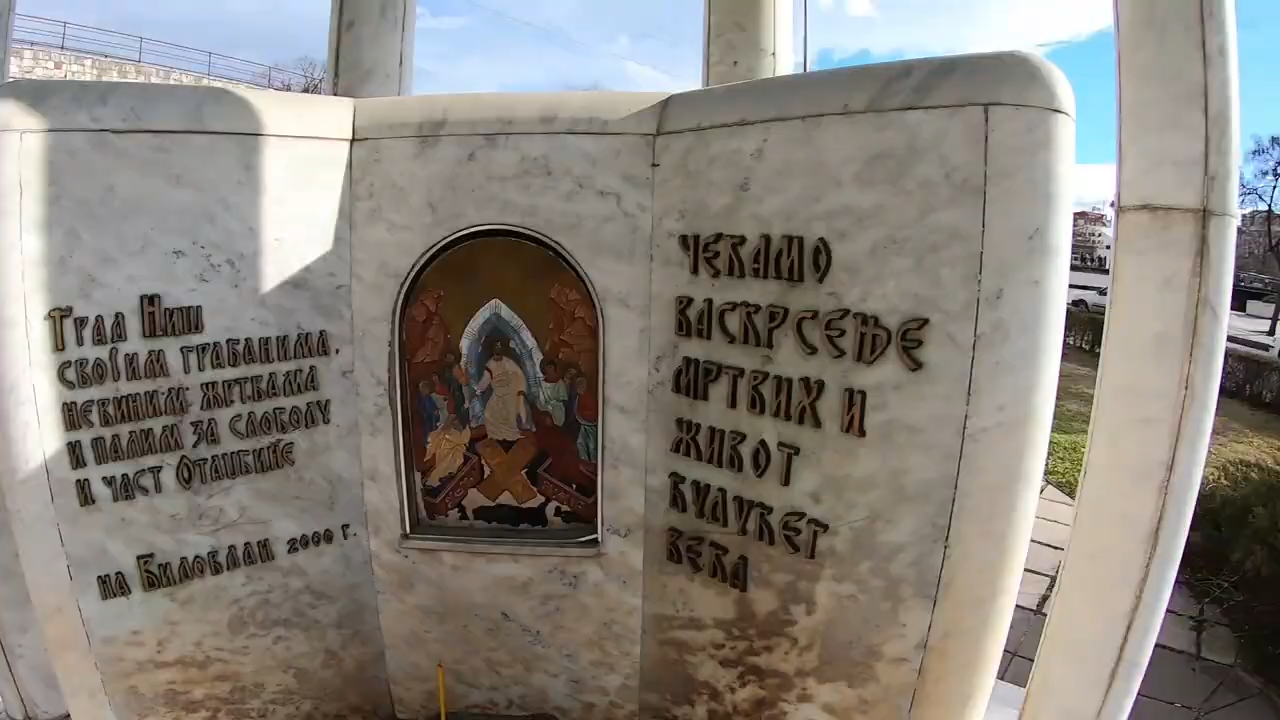 Град Ниш
своїим грађанима,
невиним жртвама
и палим за слободу
и част Отаџбине
на Видовдан 2000 г.
ЧЕКАМО
ВАСКРСЕЊЕ
МРТВИХ И
ЖИВОТ
БУДУЋЕГ
ВЕКА